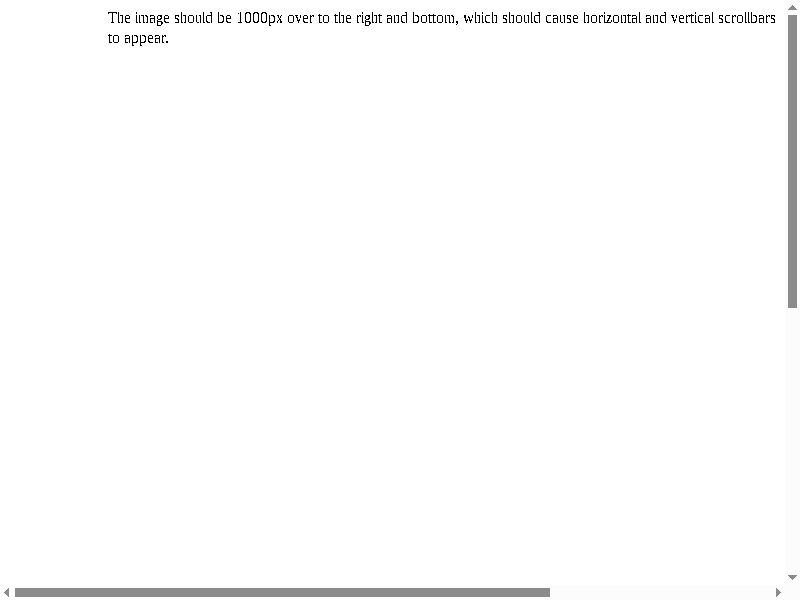 The image should be 1000px over to the right and bottom, which should cause horizontal and vertical scrollbars
to appear.